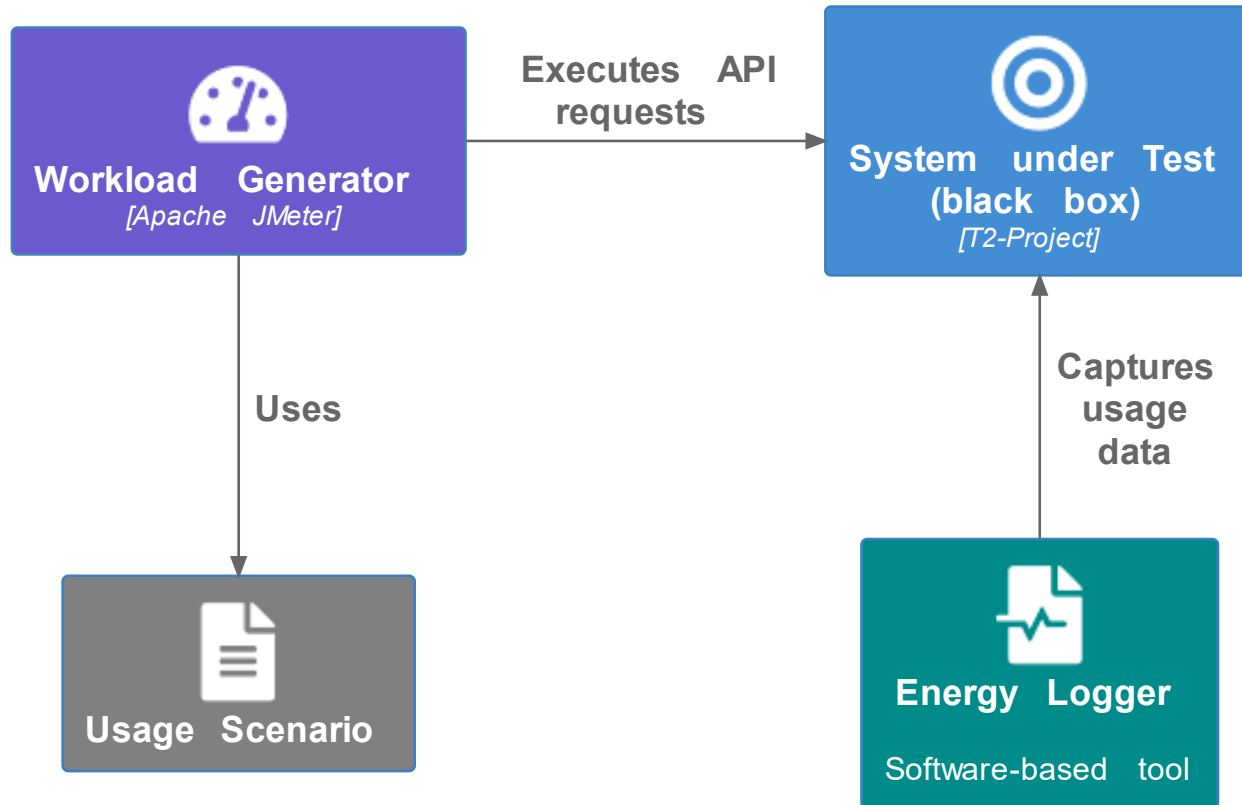 Workload Generator
[Apache JMeter]
Executes API
requests
System under Test
(black box)
[T2-Project]
Uses
Captures
usage
data
Usage Scenario
Energy Logger
Software-based tool